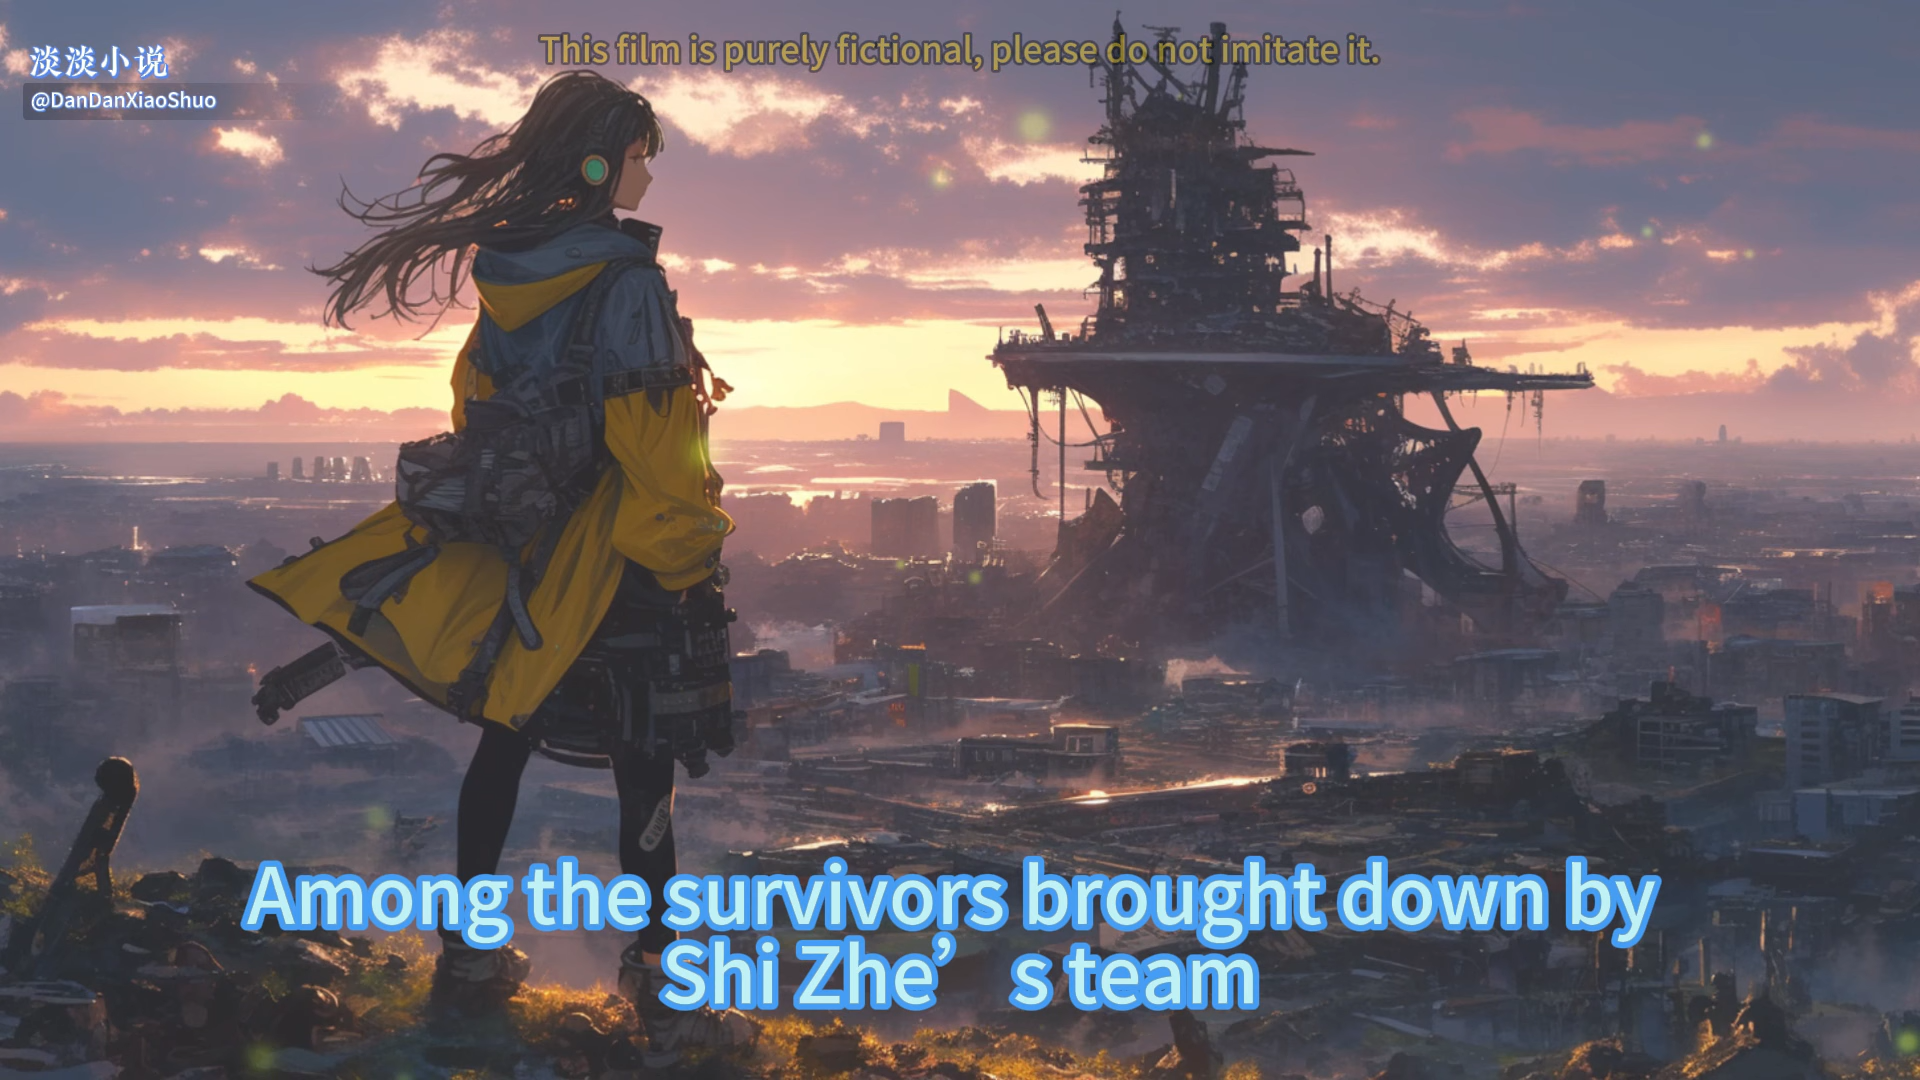 This film is purely fictional, please do not imitate it.
淡淡小说
@DanDanXiaoShuo
Among the survivors brought down by
Shi Zhe’s team